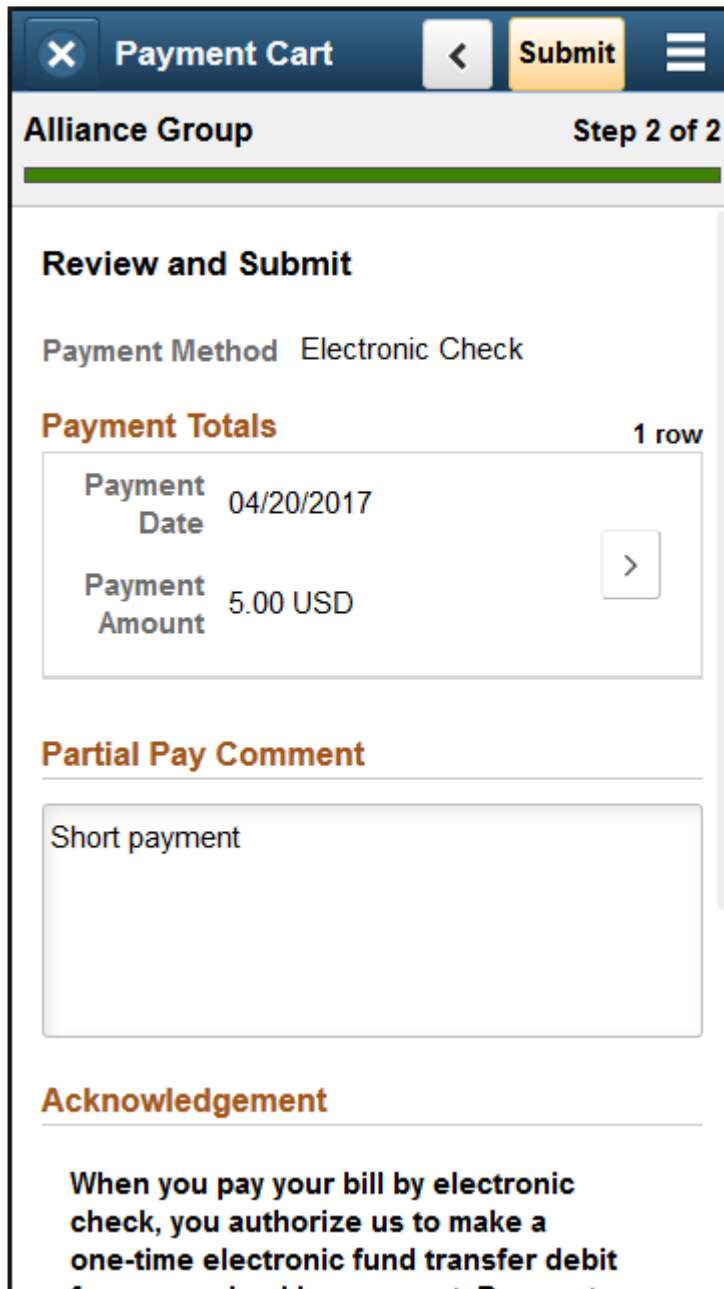 Payment Cart
Submit
Alliance Group
Step 2 of 2
Review and Submit
Payment Method Electronic Check
Payment Totals
1 row
Payment Date 04/20/2017
Payment Amount 5.00 USD
Partial Pay Comment
Short payment
Acknowledgement
When you pay your bill by electronic
check, you authorize us to make a
one-time electronic fund transfer debit